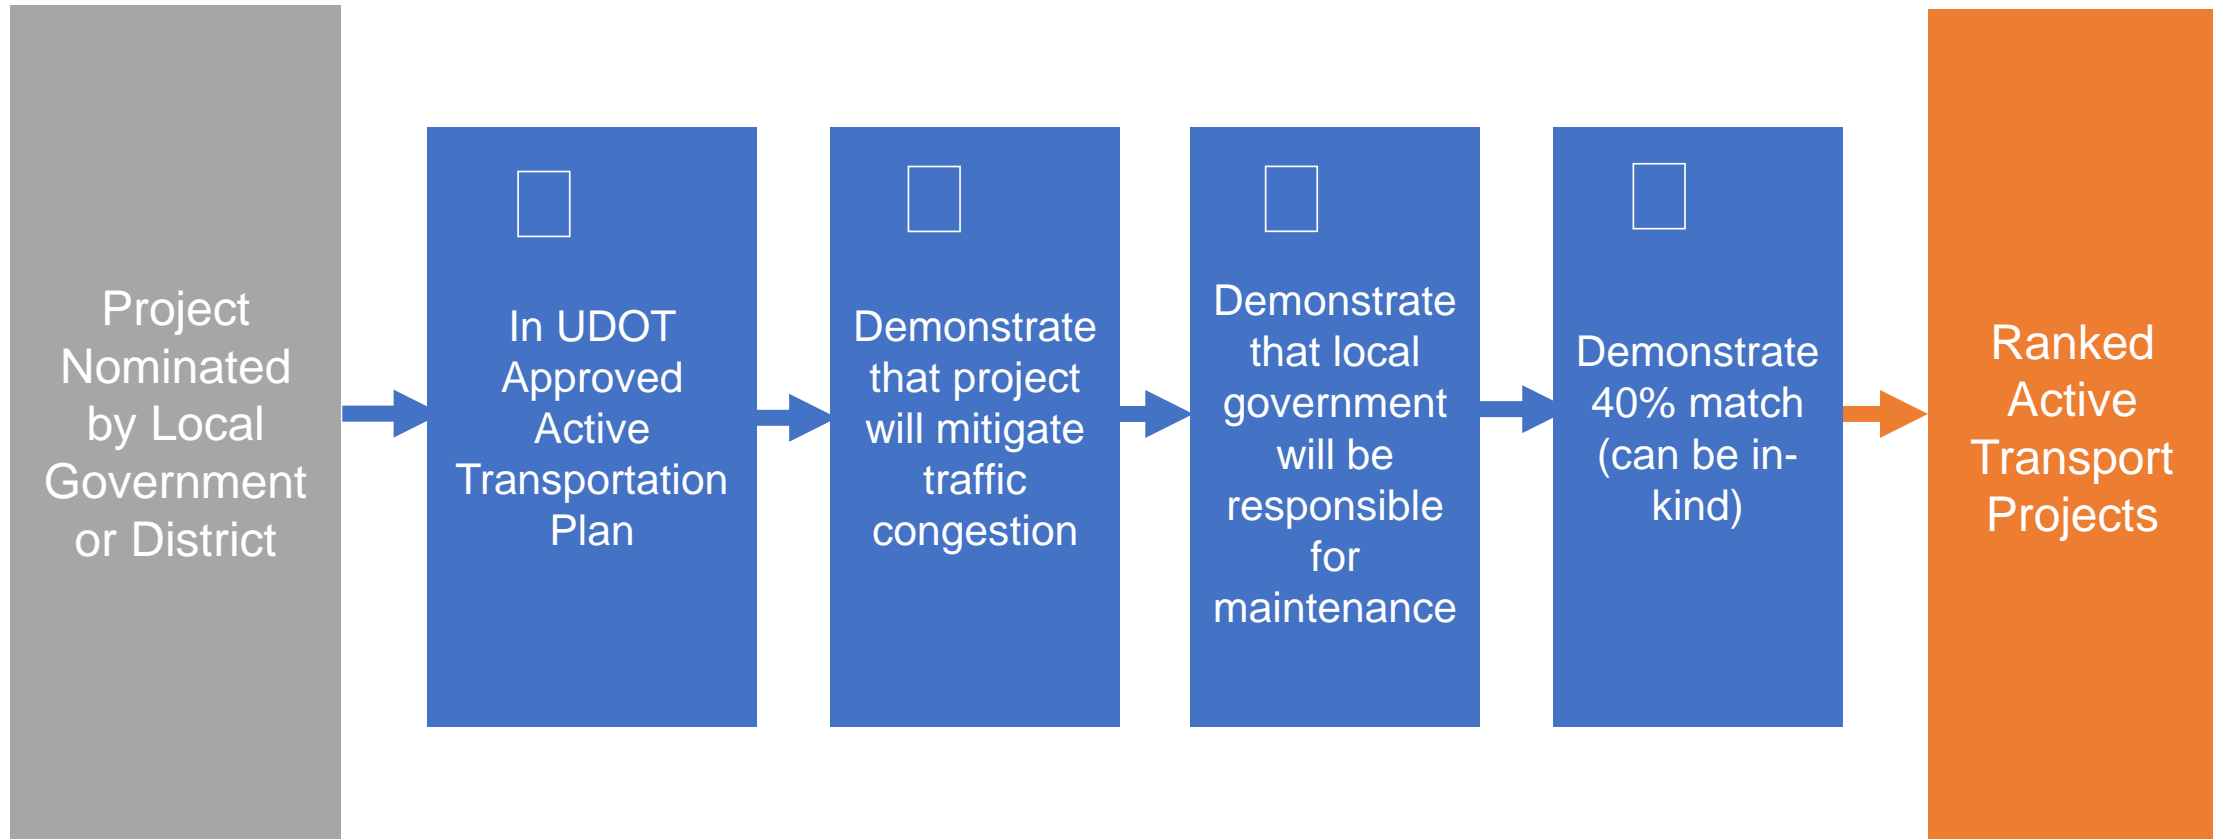 Project
Nominated
by Local
Government
or District
In UDOT
Approved
Active
Transportation
Plan
Demonstrate
that project
will mitigate
traffic
congestion
Demonstrate
that local
government
will be
responsible
for
maintenance
Demonstrate
40% match
(can be in-
kind)
Ranked
Active
Transport
Projects